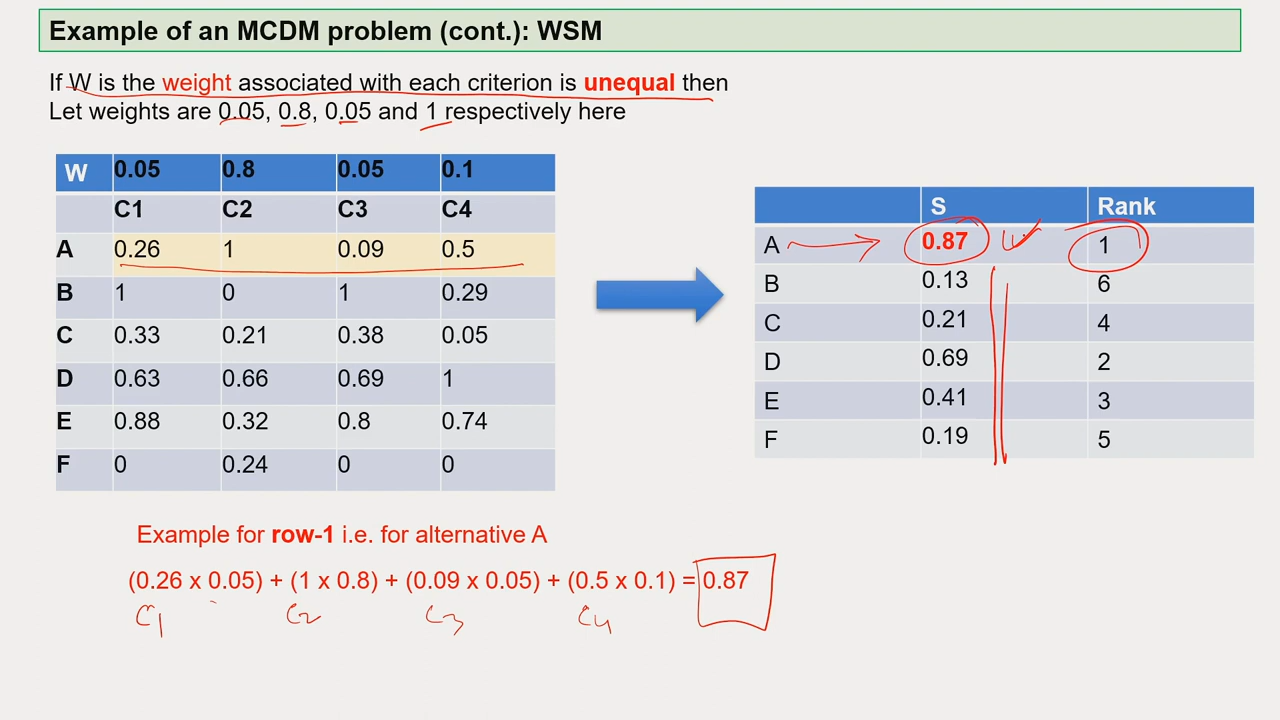 Example of an MCDM problem (cont.): WSM
If W is the weight associated with each criterion is unequal then
Let weights are 0.05, 0.8, 0.05 and 1 respectively here
W 0.05 0.8 0.05 0.1
C1 C2 C3 C4
A 0.26 1 0.09 0.5
B 1 0 1 0.29
C 0.33 0.21 0.38 0.05
D 0.63 0.66 0.69 1
E 0.88 0.32 0.8 0.74
F 0 0.24 0 0
S Rank
A 0.87 1
B 0.13 6
C 0.21 4
D 0.69 2
E 0.41 3
F 0.19 5
Example for row-1 i.e. for alternative A
(0.26 x 0.05) + (1 x 0.8) + (0.09 x 0.05) + (0.5 x 0.1) = 0.87
C1 C2 C3 C4